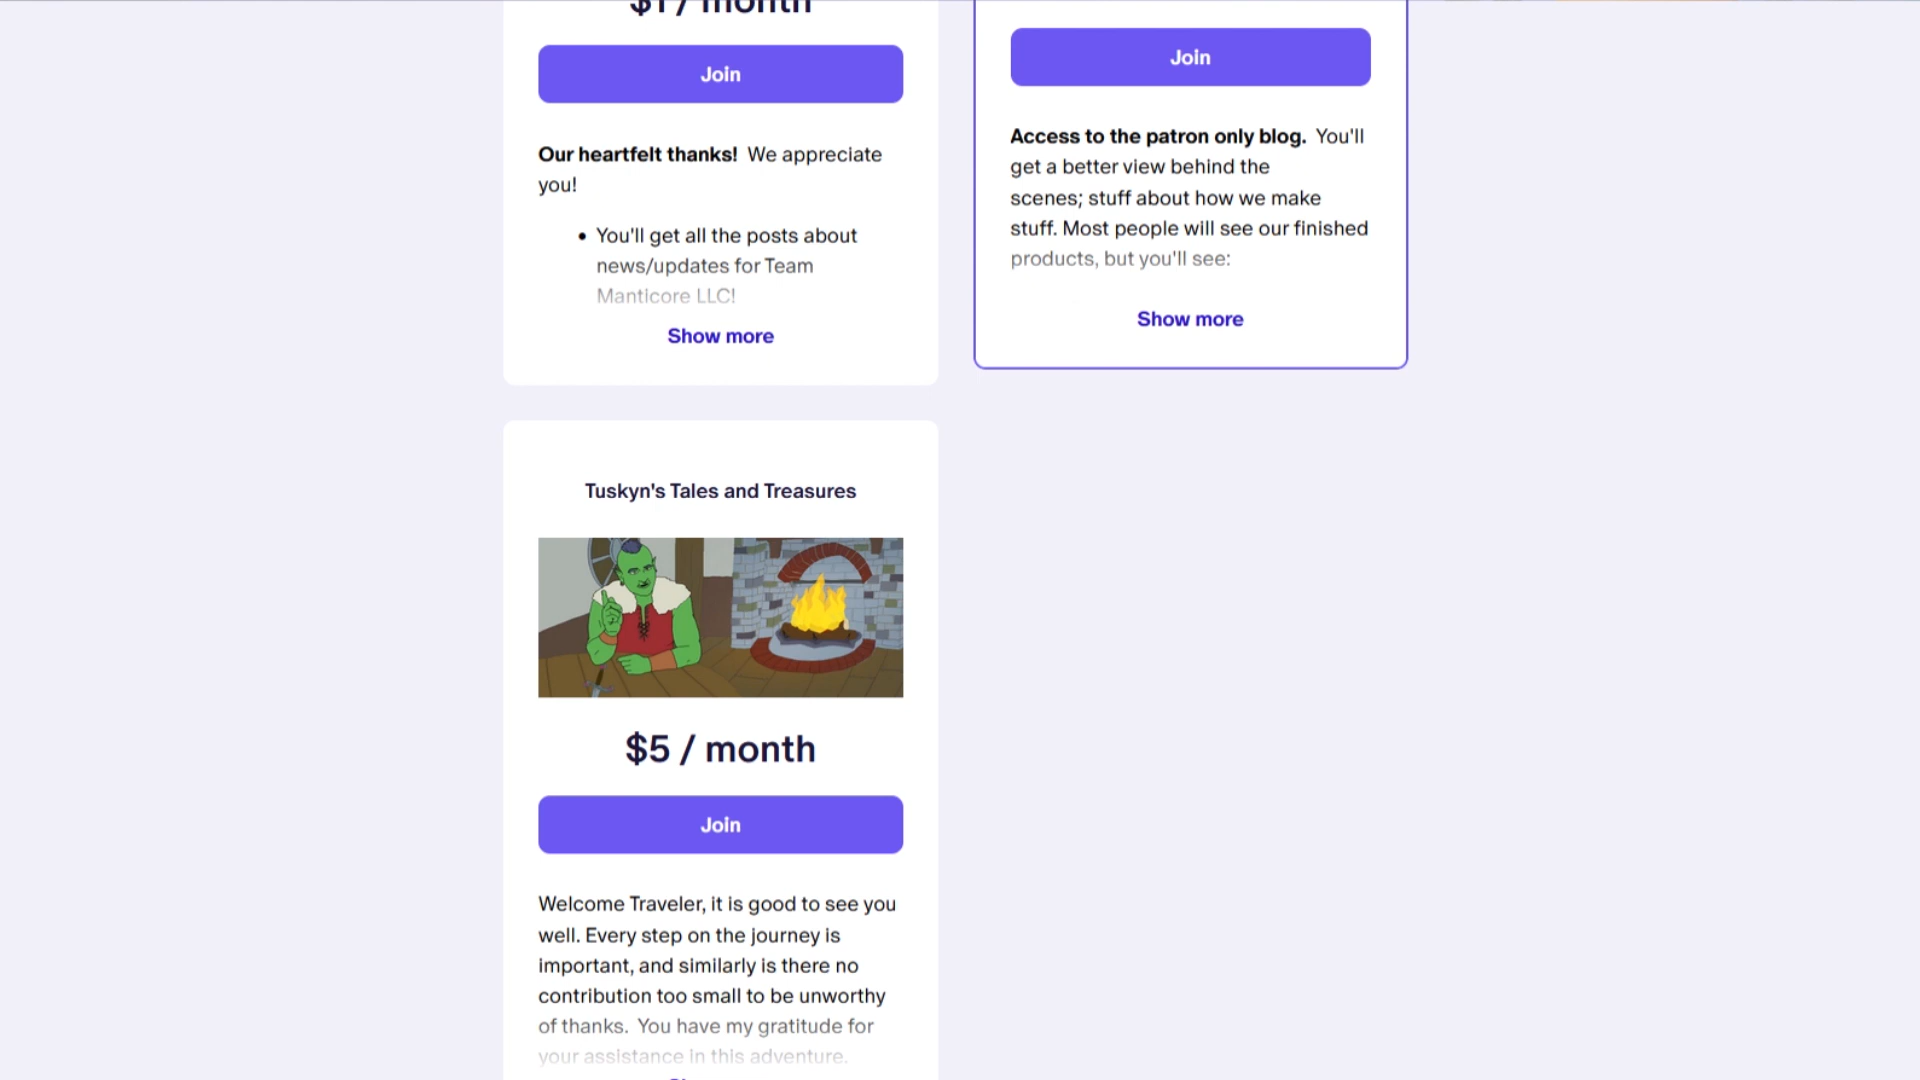 $1 / month
Join
Our heartfelt thanks!  We appreciate
you!
• You'll get all the posts about
news/updates for Team
Manticore LLC!
Show more
Join
Access to the patron only blog.  You'll
get a better view behind the
scenes; stuff about how we make
stuff. Most people will see our finished
products, but you'll see:
Show more
Tuskyn's Tales and Treasures
$5 / month
Join
Welcome Traveler, it is good to see you
well. Every step on the journey is
important, and similarly is there no
contribution too small to be unworthy
of thanks.  You have my gratitude for
your assistance in this adventure.